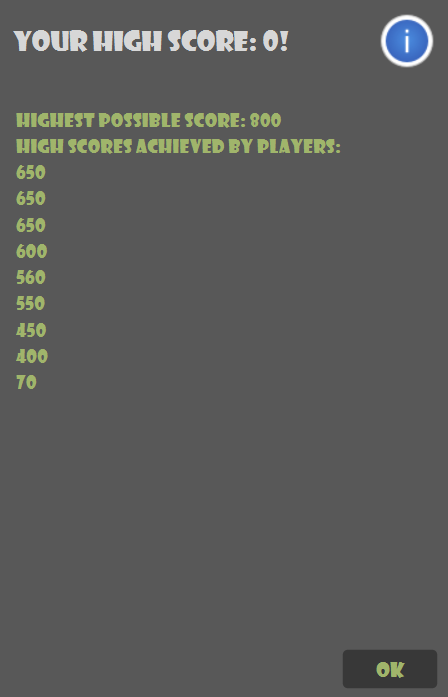 YOUR HIGH SCORE: 0!
i
HIGHEST POSSIBLE SCORE: 800
HIGH SCORES ACHIEVED BY PLAYERS:
650
650
650
600
560
550
450
400
70
OK